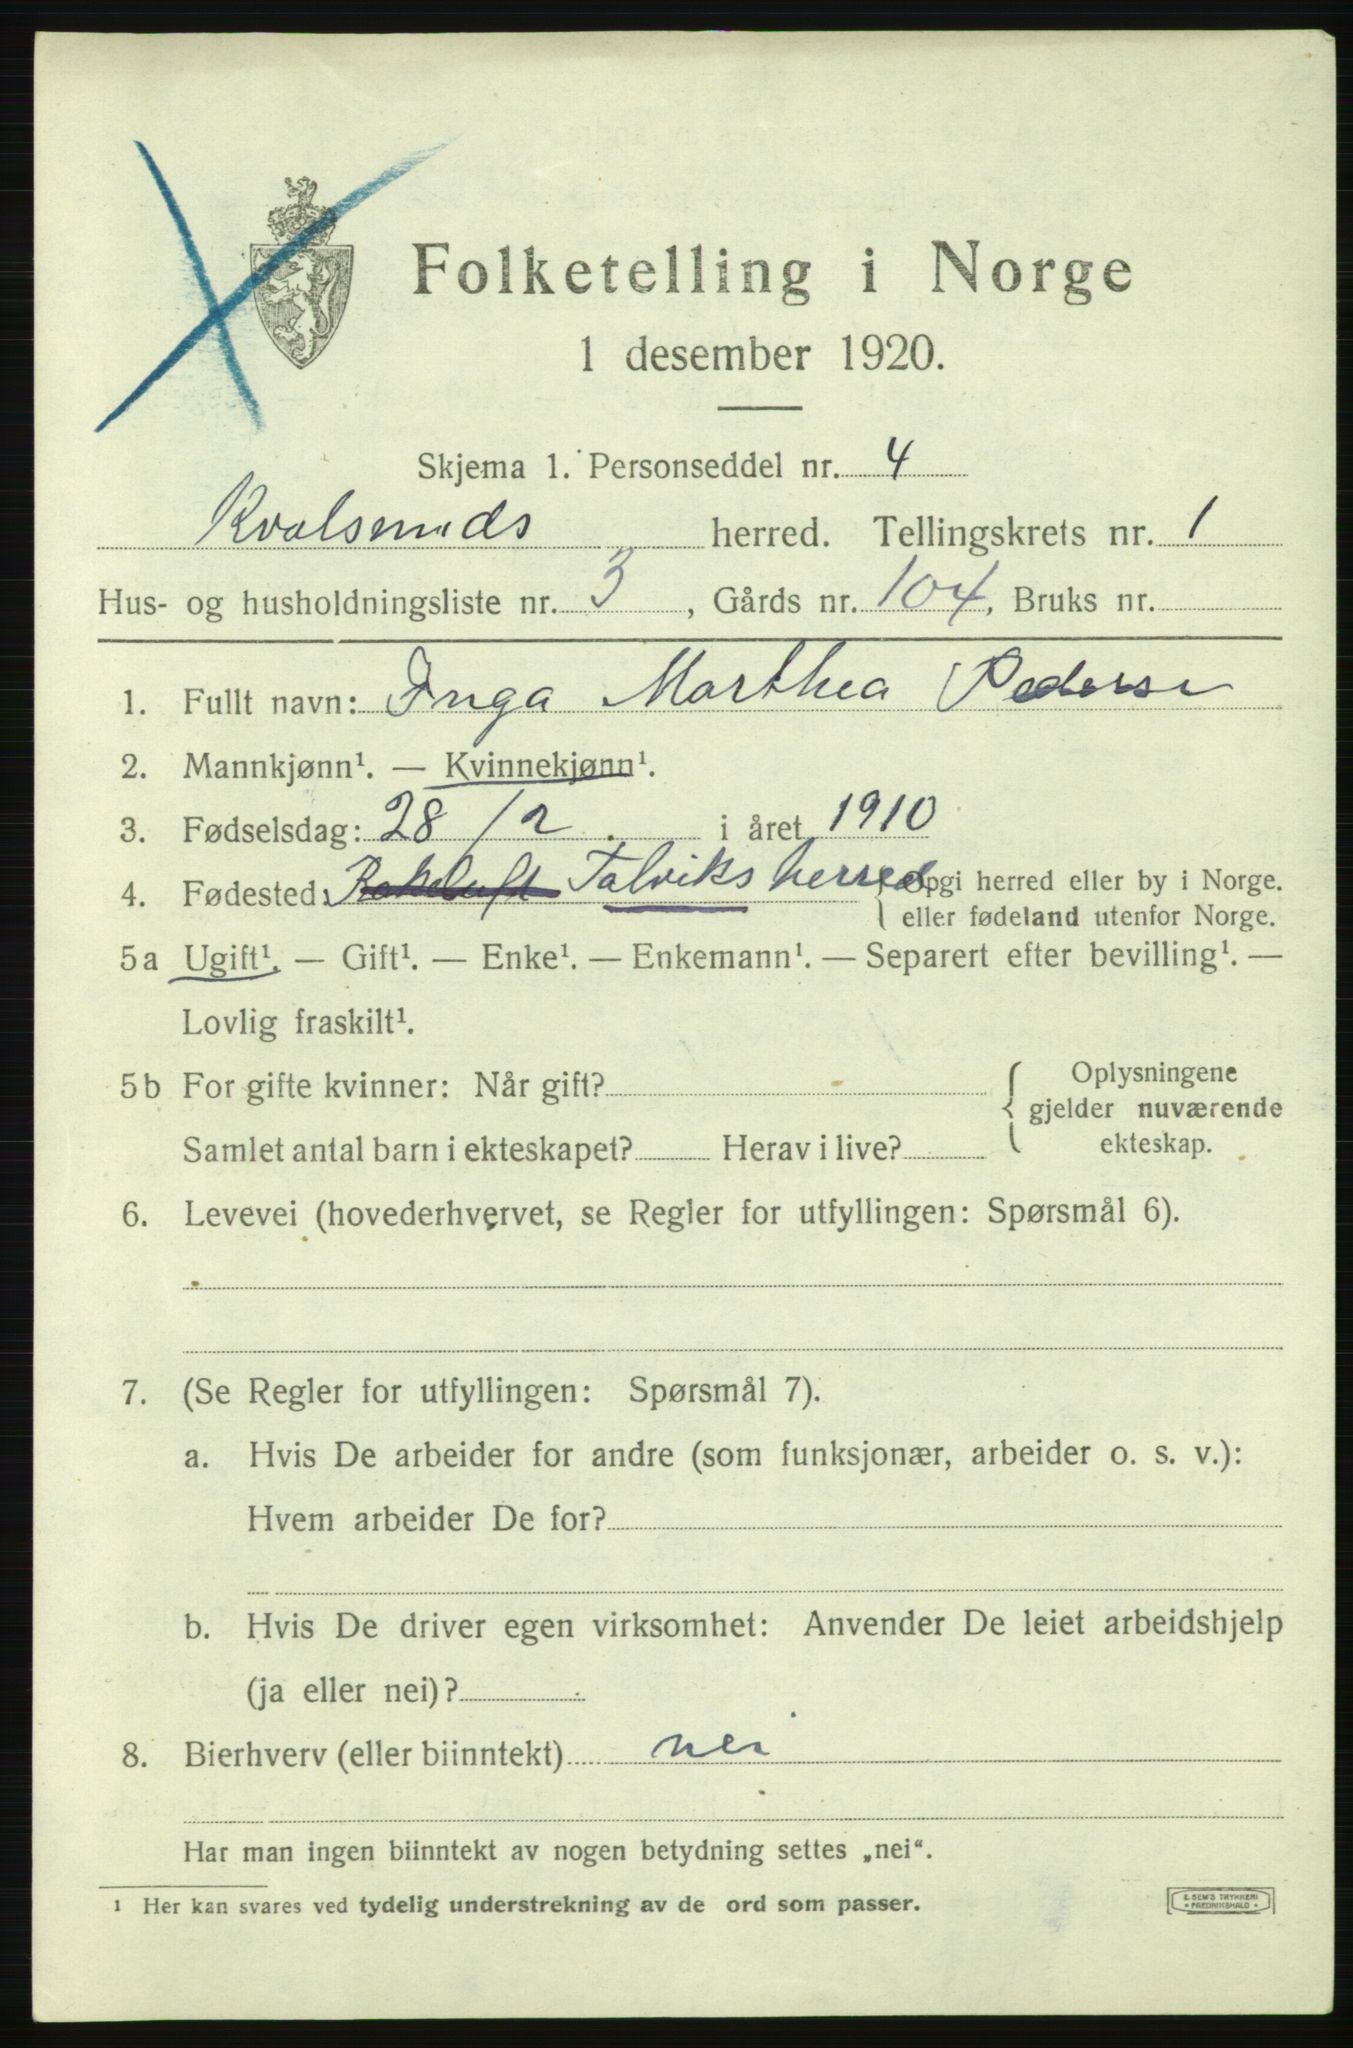 Folketelling i Norge
1 desember 1920.
Skjema 1. Personseddel nr. 4
Kvalsunds herred. Tellingskrets nr. 1
Hus- og husholdningsliste nr. 3, Gårds nr. 104, Bruks nr.
1. Fullt navn: Inga Marthea Pedersen
2. Mannkjønn¹. — Kvinnekjønn¹.
3. Fødselsdag: 28/2. i året 1910
4. Fødested: Talviks herred { Opgi herred eller by i Norge.
eller fødeland utenfor Norge.
5a Ugift¹. — Gift¹. — Enke¹. — Enkemann¹. — Separert efter bevilling¹. —
Lovlig fraskilt¹.
5b For gifte kvinner: Når gift? { Oplysningene
gjelder nuværende
Samlet antal barn i ekteskapet? Herav i live? ekteskap.
6. Levevei (hovederhvervet, se Regler for utfyllingen: Spørsmål 6).
7. (Se Regler for utfyllingen: Spørsmål 7).
a. Hvis De arbeider for andre (som funksjonær, arbeider o. s. v.):
Hvem arbeider De for?
b. Hvis De driver egen virksomhet: Anvender De leiet arbeidshjelp
(ja eller nei)?
8. Bierhverv (eller biinntekt) nei
Har man ingen biinntekt av nogen betydning settes „nei“.
¹ Her kan svares ved tydelig understrekning av de ord som passer.
E. SEM'S TRYKKERI
FREDRIKSHALD